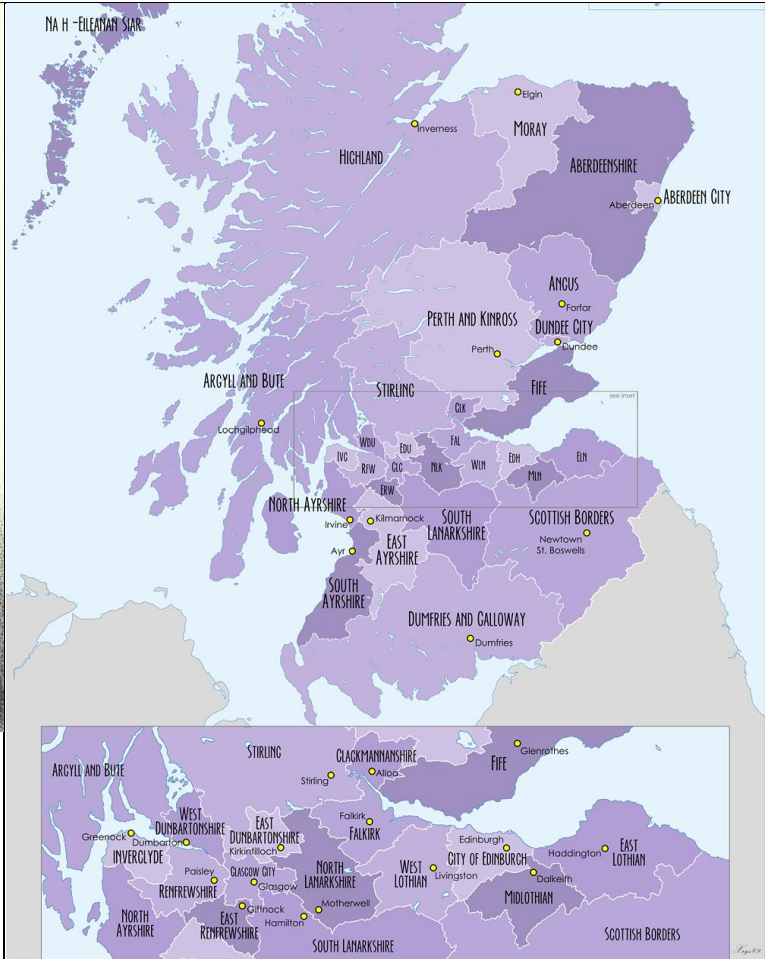 Na h -Eileanan Siar
Elgin
Moray
Inverness
Highland
Aberdeenshire
Aberdeen
Aberdeen City
Angus
Forfar
Perth and Kinross
Dundee City
Dundee
Perth
Argyll and Bute
Stirling
Fife
see inset
CLK
Lochgilphead
WDU
EDU
FAL
IVC
RFW
GLC
NLK
WLN
EDH
MLN
ELN
ERW
North Ayrshire
Irvine
Kilmarnock
South
Lanarkshire
Scottish Borders
Newtown
St. Boswells
Ayr
East
Ayrshire
South
Ayrshire
Dumfries and Galloway
Dumfries
Argyll and Bute
Stirling
Clackmannanshire
Stirling
Alloa
Fife
Glenrothes
West
Dunbartonshire
Greenock
Dumbarton
Inverclyde
East
Dunbartonshire
Kirkintilloch
Falkirk
Falkirk
Edinburgh
City of Edinburgh
Haddington
East
Lothian
Paisley
Renfrewshire
Glasgow City
Glasgow
North
Lanarkshire
West
Lothian
Livingston
Dalkeith
Midlothian
Giffnock
Motherwell
Hamilton
North
Ayrshire
East
Renfrewshire
South Lanarkshire
Scottish Borders